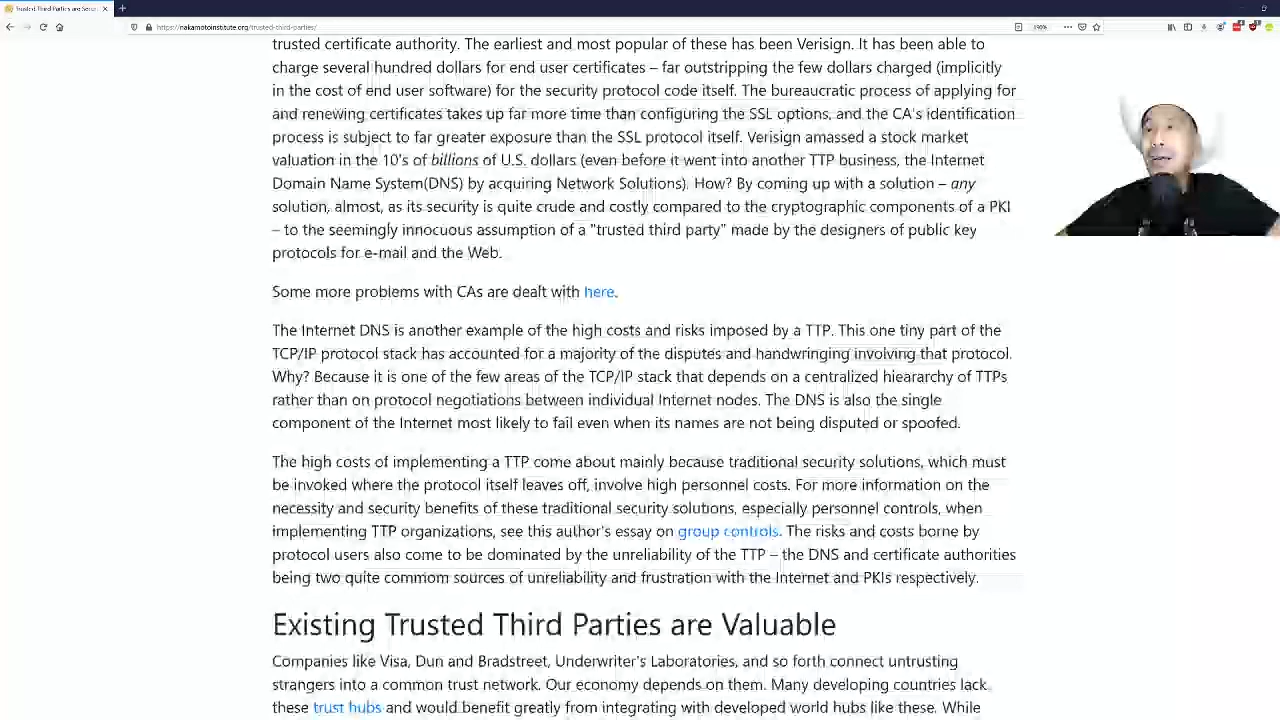 Trusted Third Parties are Secu
https://nakamotoinstitute.org/trusted-third-parties/
190%
trusted certificate authority. The earliest and most popular of these has been Verisign. It has been able to
charge several hundred dollars for end user certificates – far outstripping the few dollars charged (implicitly
in the cost of end user software) for the security protocol code itself. The bureaucratic process of applying for
and renewing certificates takes up far more time than configuring the SSL options, and the CA's identification
process is subject to far greater exposure than the SSL protocol itself. Verisign amassed a stock market
valuation in the 10's of billions of U.S. dollars (even before it went into another TTP business, the Internet
Domain Name System(DNS) by acquiring Network Solutions). How? By coming up with a solution – any
solution, almost, as its security is quite crude and costly compared to the cryptographic components of a PKI
– to the seemingly innocuous assumption of a "trusted third party" made by the designers of public key
protocols for e-mail and the Web.
Some more problems with CAs are dealt with here.
The Internet DNS is another example of the high costs and risks imposed by a TTP. This one tiny part of the
TCP/IP protocol stack has accounted for a majority of the disputes and handwringing involving that protocol.
Why? Because it is one of the few areas of the TCP/IP stack that depends on a centralized hieararchy of TTPs
rather than on protocol negotiations between individual Internet nodes. The DNS is also the single
component of the Internet most likely to fail even when its names are not being disputed or spoofed.
The high costs of implementing a TTP come about mainly because traditional security solutions, which must
be invoked where the protocol itself leaves off, involve high personnel costs. For more information on the
necessity and security benefits of these traditional security solutions, especially personnel controls, when
implementing TTP organizations, see this author's essay on group controls. The risks and costs borne by
protocol users also come to be dominated by the unreliability of the TTP – the DNS and certificate authorities
being two quite commom sources of unreliability and frustration with the Internet and PKIs respectively.
Existing Trusted Third Parties are Valuable
Companies like Visa, Dun and Bradstreet, Underwriter's Laboratories, and so forth connect untrusting
strangers into a common trust network. Our economy depends on them. Many developing countries lack
these trust hubs and would benefit greatly from integrating with developed world hubs like these. While